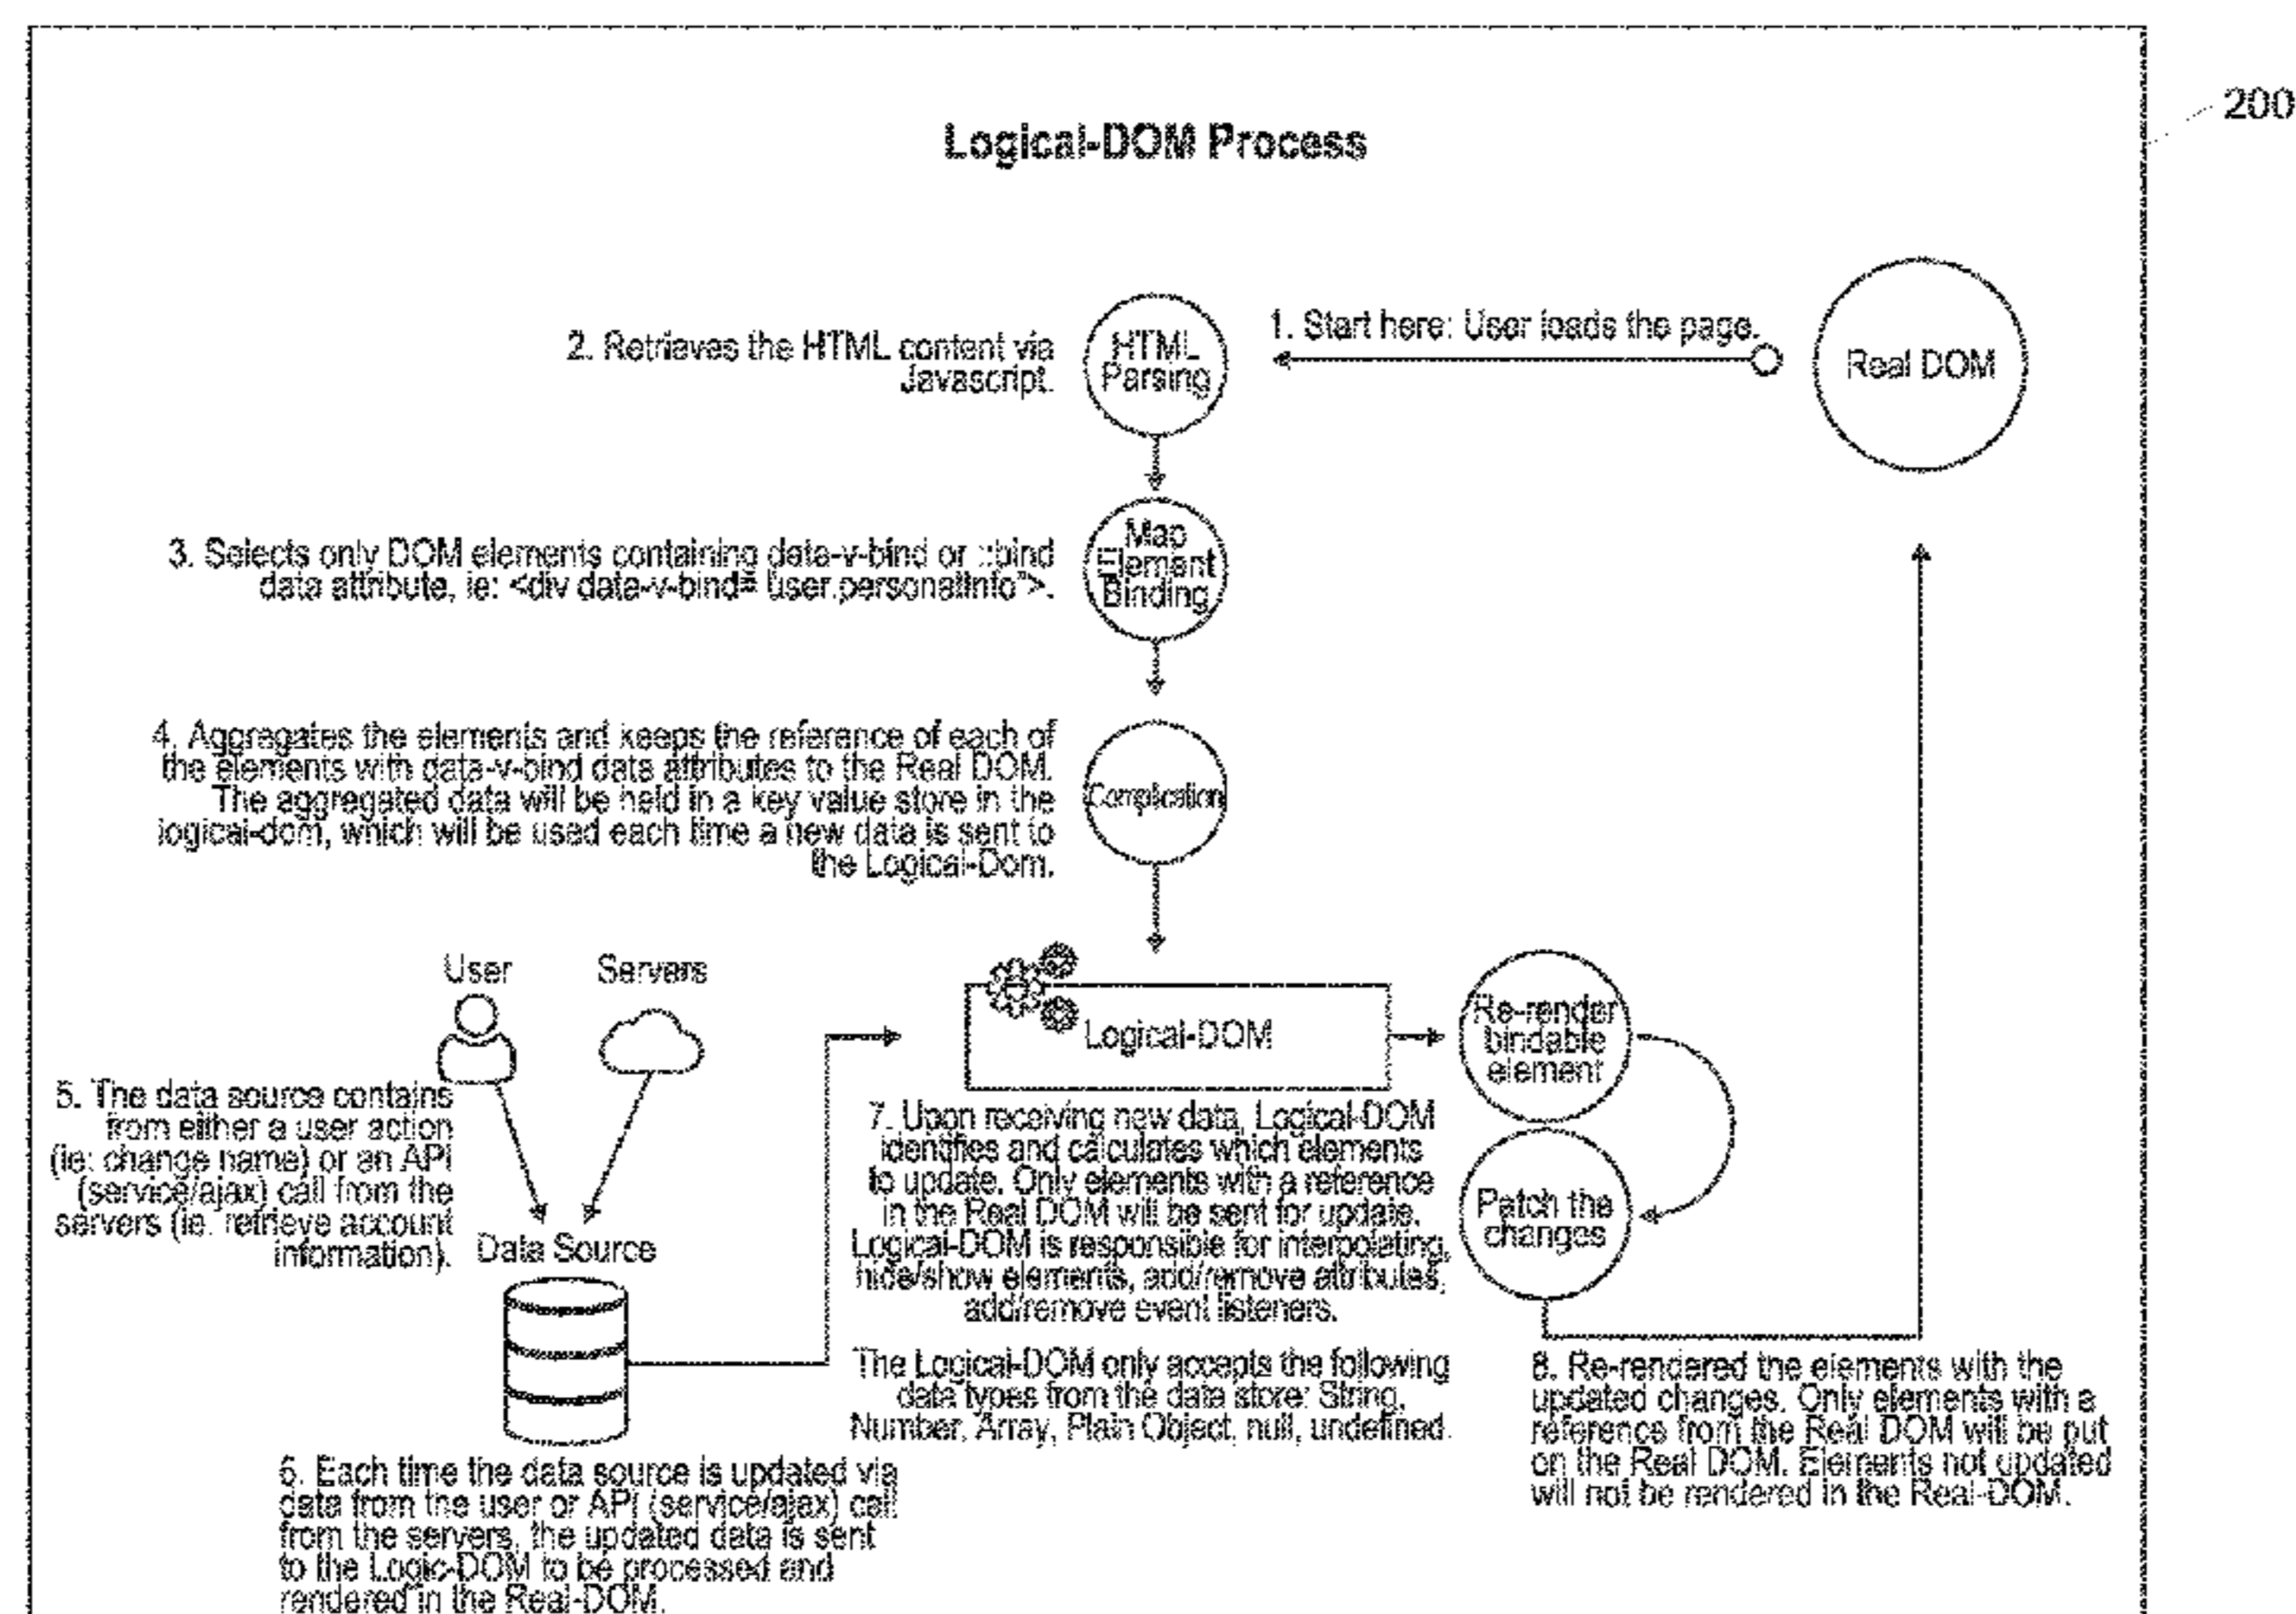 200
Logical-DOM Process
1. Start here: User loads the page.
Real DOM
2. Retrieves the HTML content via
Javascript.
HTML
Parsing
3. Selects only DOM elements containing data-v-bind or ::bind
data attribute, ie: <div data-v-bind=" user.personalInfo">.
Map
Element
Binding
4. Aggregates the elements and keeps the reference of each of
the elements with data-v-bind data attributes to the Real DOM.
The aggregated data will be held in a key value store in the
logical-dom, which will be used each time a new data is sent to
the Logical-Dom.
Complication
User
Servers
5. The data source contains
from either a user action
(ie: change name) or an API
(service/ajax) call from the
servers (ie. retrieve account
information).
Data Source
Logical-DOM
Re-render
bindable
element
Patch the
changes
7. Upon receiving new data, Logical-DOM
identifies and calculates which elements
to update. Only elements with a reference
in the Real DOM will be sent for update.
Logical-DOM is responsible for interpolating,
hide/show elements, add/remove attributes,
add/remove event listeners.
The Logical-DOM only accepts the following
data types from the data store: String,
Number, Array, Plain Object, null, undefined.
6. Each time the data source is updated via
data from the user or API (service/ajax) call
from the servers, the updated data is sent
to the Logic-DOM to be processed and
rendered in the Real-DOM.
8. Re-rendered the elements with the
updated changes. Only elements with a
reference from the Real DOM will be put
on the Real DOM. Elements not updated
will not be rendered in the Real-DOM.